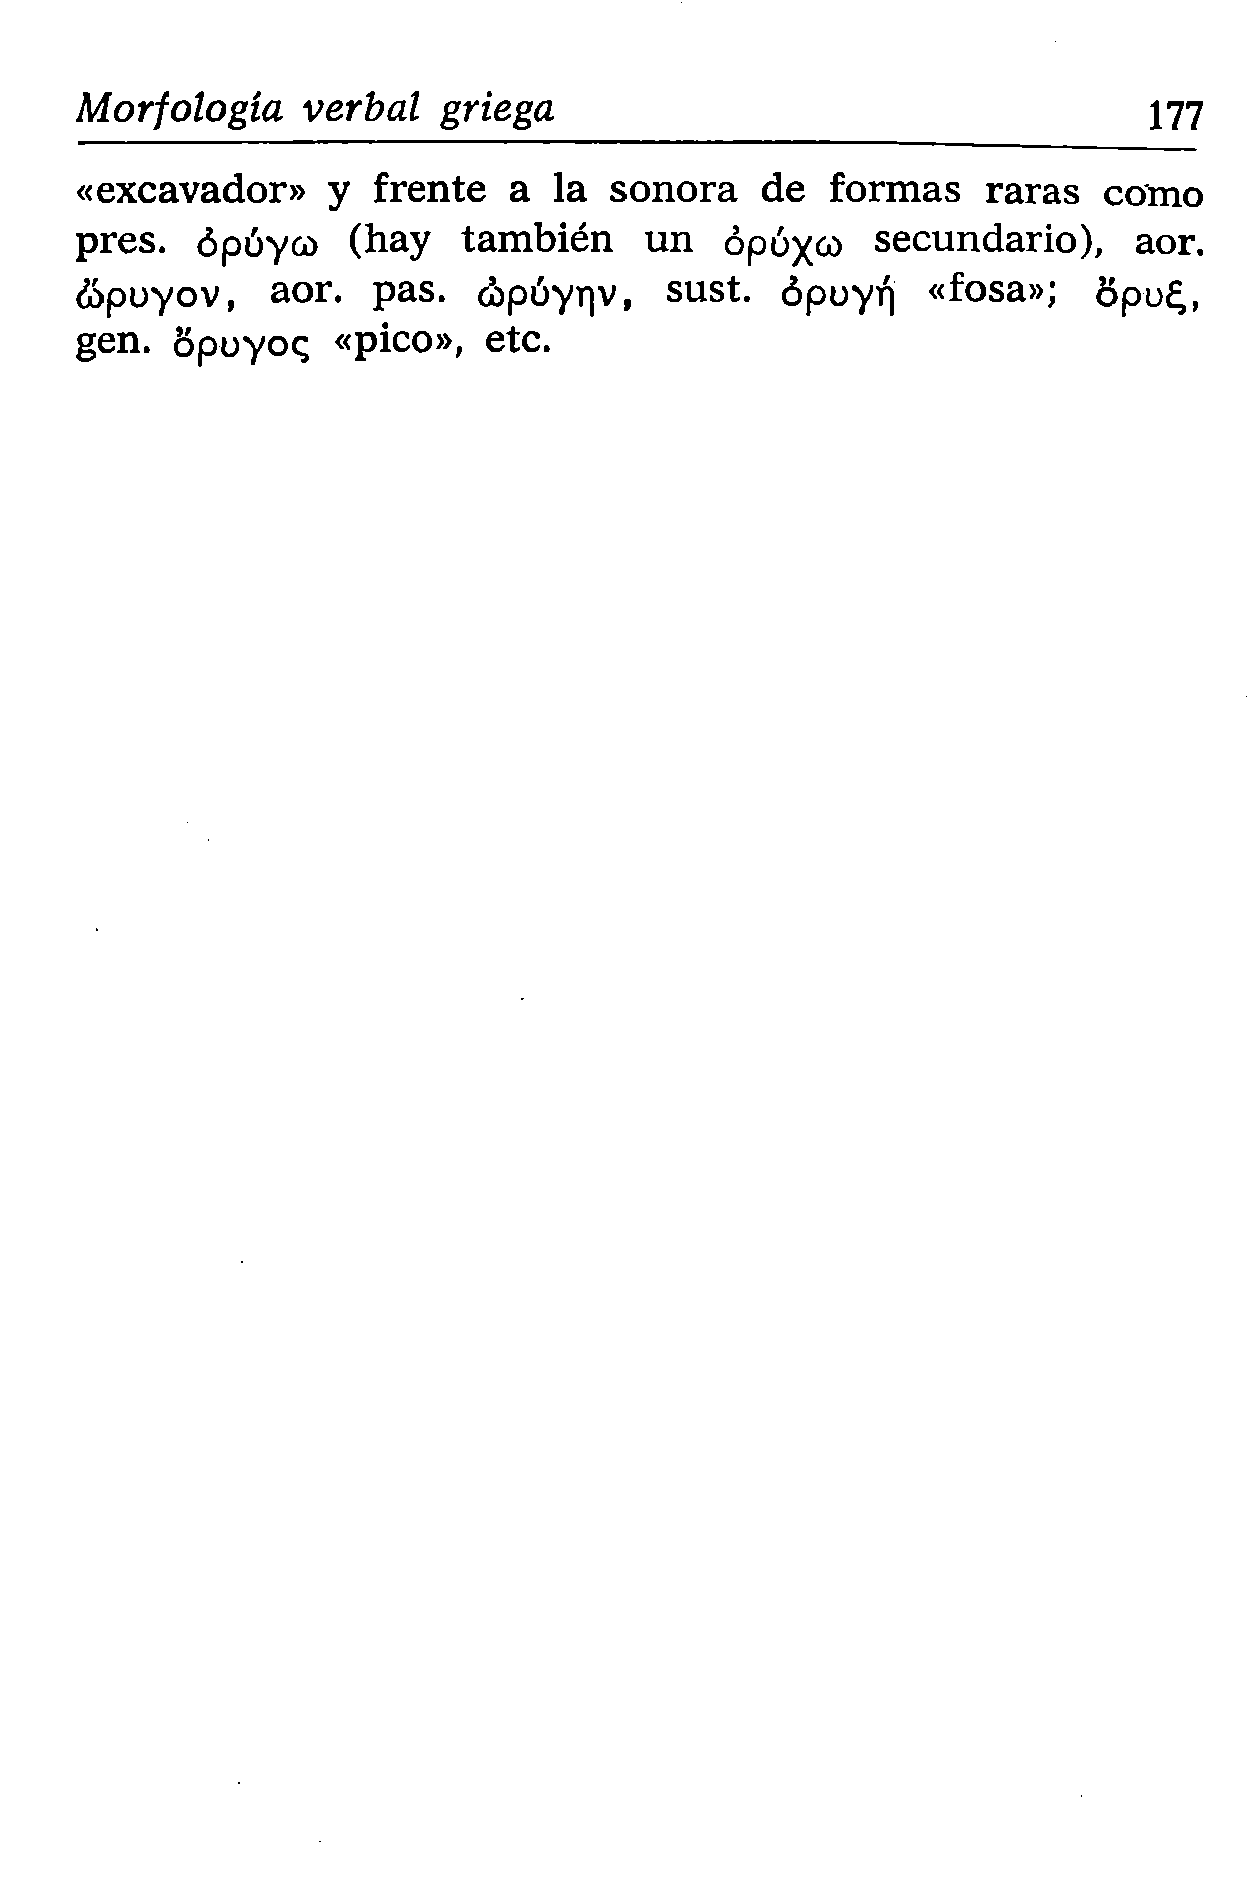 Morfología verbal griega 177
«excavador» y frente a la sonora de formas raras como
pres. ὀρύγω (hay también un ὀρύχω secundario), aor.
ὤρυγον, aor. pas. ὠρύγην, sust. ὀρυγή «fosa»; ὄρυξ,
gen. ὄρυγος «pico», etc.